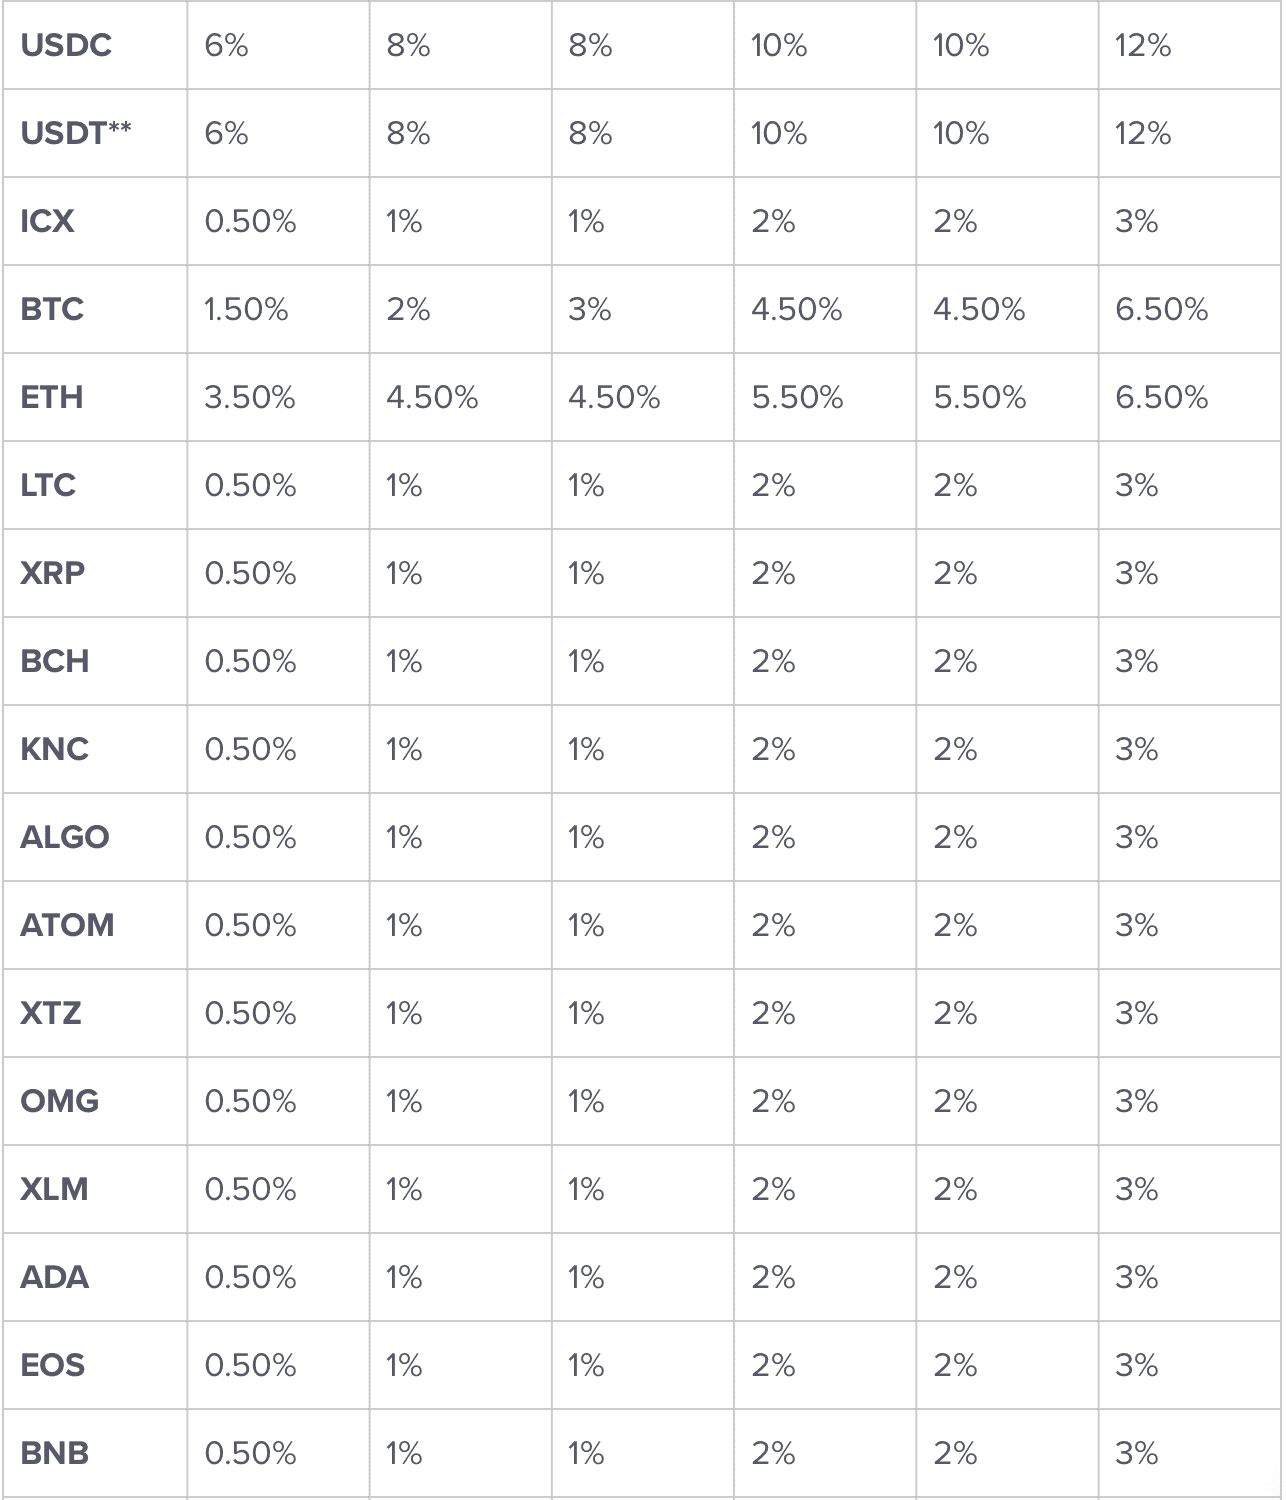 USDC 6% 8% 8% 10% 10% 12%
USDT** 6% 8% 8% 10% 10% 12%
ICX 0.50% 1% 1% 2% 2% 3%
BTC 1.50% 2% 3% 4.50% 4.50% 6.50%
ETH 3.50% 4.50% 4.50% 5.50% 5.50% 6.50%
LTC 0.50% 1% 1% 2% 2% 3%
XRP 0.50% 1% 1% 2% 2% 3%
BCH 0.50% 1% 1% 2% 2% 3%
KNC 0.50% 1% 1% 2% 2% 3%
ALGO 0.50% 1% 1% 2% 2% 3%
ATOM 0.50% 1% 1% 2% 2% 3%
XTZ 0.50% 1% 1% 2% 2% 3%
OMG 0.50% 1% 1% 2% 2% 3%
XLM 0.50% 1% 1% 2% 2% 3%
ADA 0.50% 1% 1% 2% 2% 3%
EOS 0.50% 1% 1% 2% 2% 3%
BNB 0.50% 1% 1% 2% 2% 3%